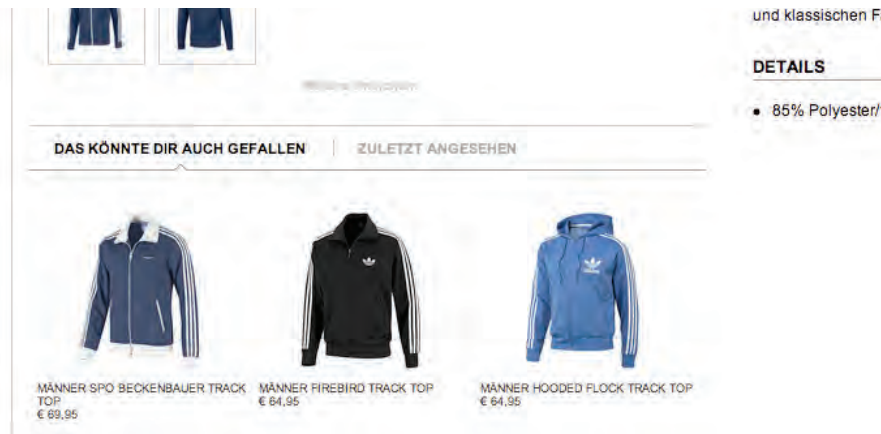 und klassischen F
DETAILS
• 85% Polyester/
DAS KÖNNTE DIR AUCH GEFALLEN
ZULETZT ANGESEHEN
MÄNNER SPO BECKENBAUER TRACK
TOP
€ 69,95
MÄNNER FIREBIRD TRACK TOP
€ 64,95
MÄNNER HOODED FLOCK TRACK TOP
€ 64,95